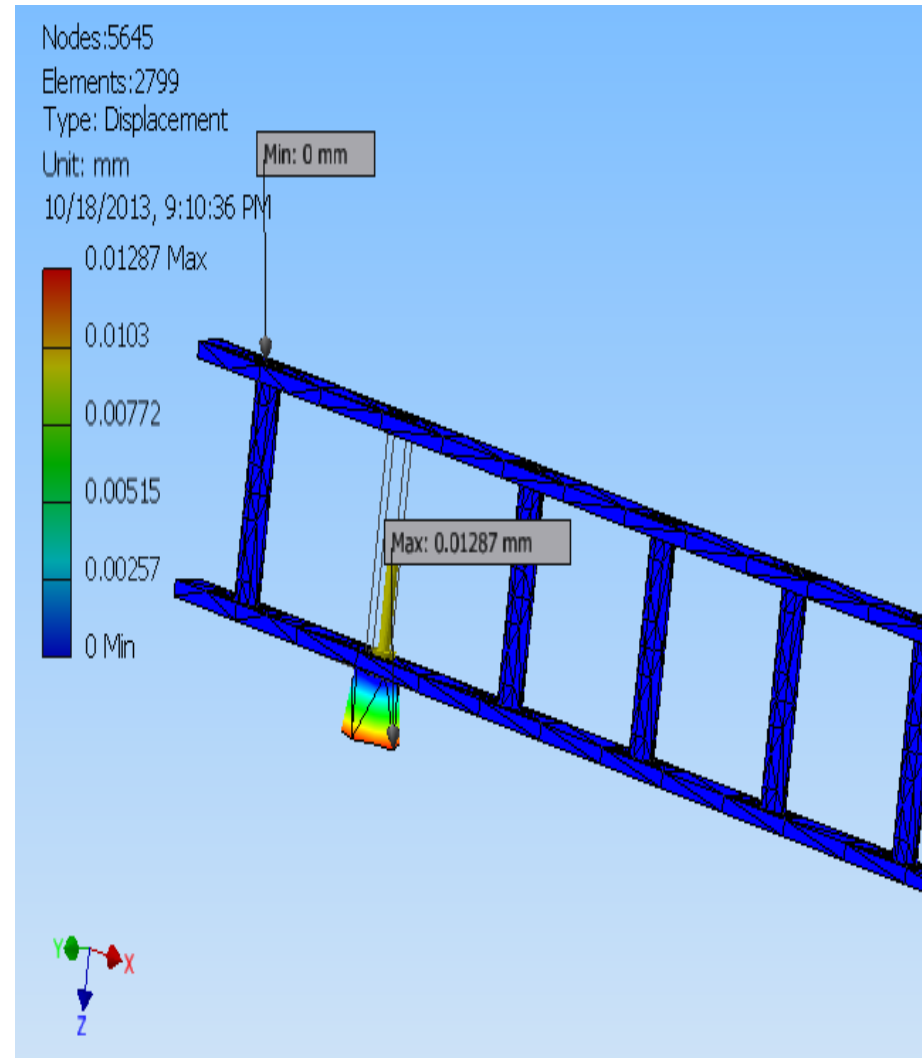 Nodes:5645
Elements:2799
Type: Displacement
Unit: mm
10/18/2013, 9:10:36 PM
Min: 0 mm
0.01287 Max
0.0103
0.00772
0.00515
0.00257
0 Min
Max: 0.01287 mm
Y
X
Z